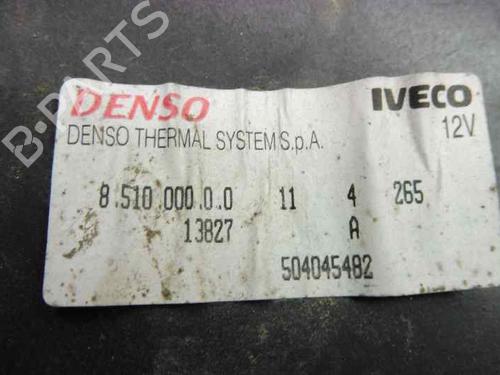 B-PARTS
DENSO IVECO
DENSO THERMAL SYSTEM S.p.A. 12V
8.510.000.0.0 11 4 265
13827 A
504045482